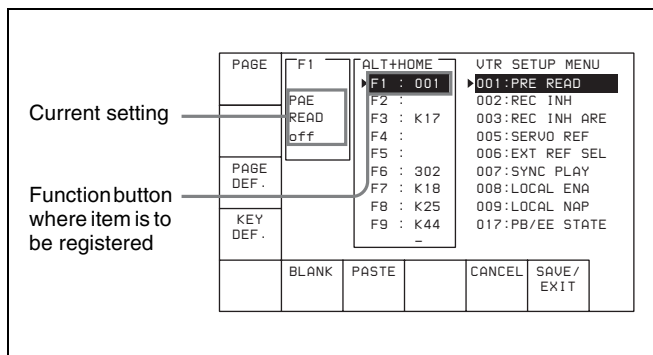 Current setting
Function button
where item is to
be registered
PAGE
PAGE
DEF.
KEY
DEF.
F1
PAE
READ
off
ALT+HOME
F1 : 001
F2 :
F3 : K17
F4 :
F5 :
F6 : 302
F7 : K18
F8 : K25
F9 : K44
–
VTR SETUP MENU
001:PRE READ
002:REC INH
003:REC INH ARE
005:SERVO REF
006:EXT REF SEL
007:SYNC PLAY
008:LOCAL ENA
009:LOCAL NAP
017:PB/EE STATE
BLANK
PASTE
CANCEL
SAVE/
EXIT